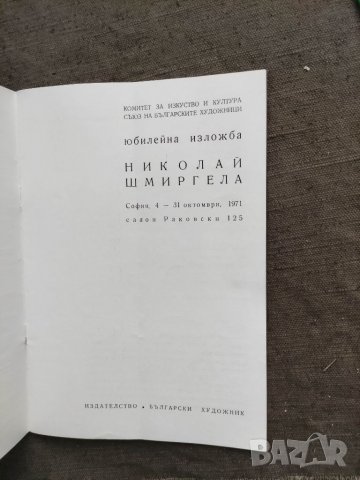 КОМИТЕТ ЗА ИЗКУСТВО И КУЛТУРА
СЪЮЗ НА БЪЛГАРСКИТЕ ХУДОЖНИЦИ
юбилейна изложба
НИКОЛАЙ
ШМИРГЕЛА
София, 4 — 31 октомври, 1971
салон Раковски 125
ИЗДАТЕЛСТВО • БЪЛГАРСКИ ХУДОЖНИК
BAZAR